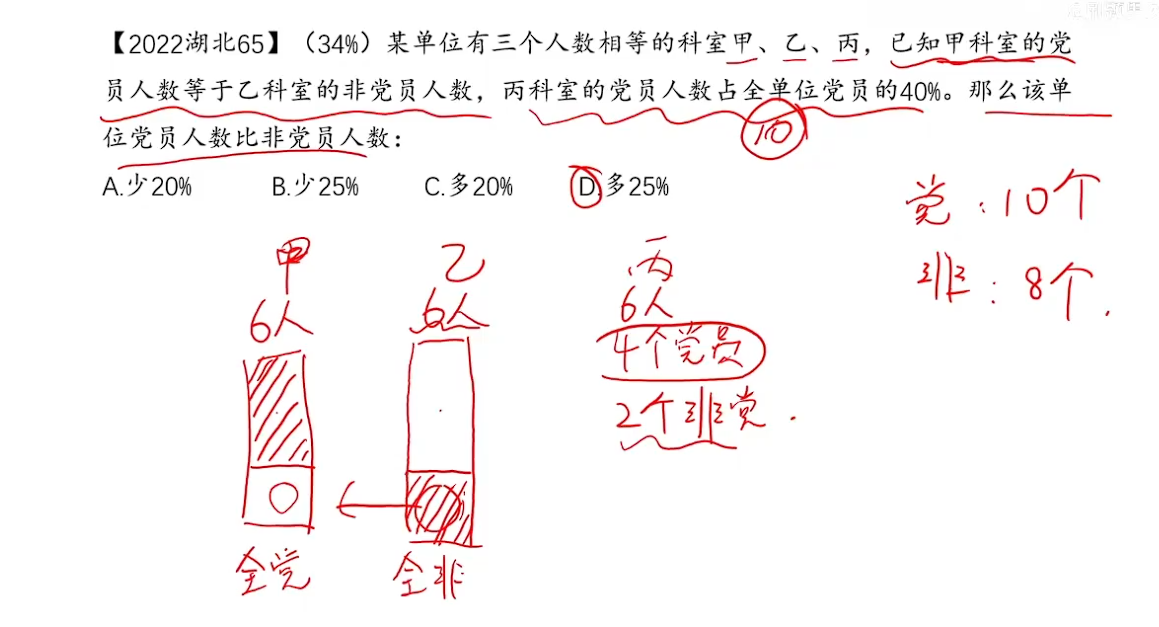 【2022湖北65】（34%）某单位有三个人数相等的科室甲、乙、丙，已知甲科室的党
员人数等于乙科室的非党员人数，丙科室的党员人数占全单位党员的40%。那么该单
位党员人数比非党员人数：
10
A.少20% B.少25% C.多20% D.多25%
党：10个
非：8个.
甲 乙 丙
6人 6人 6人
4个党员
2个非党.
全党 全非